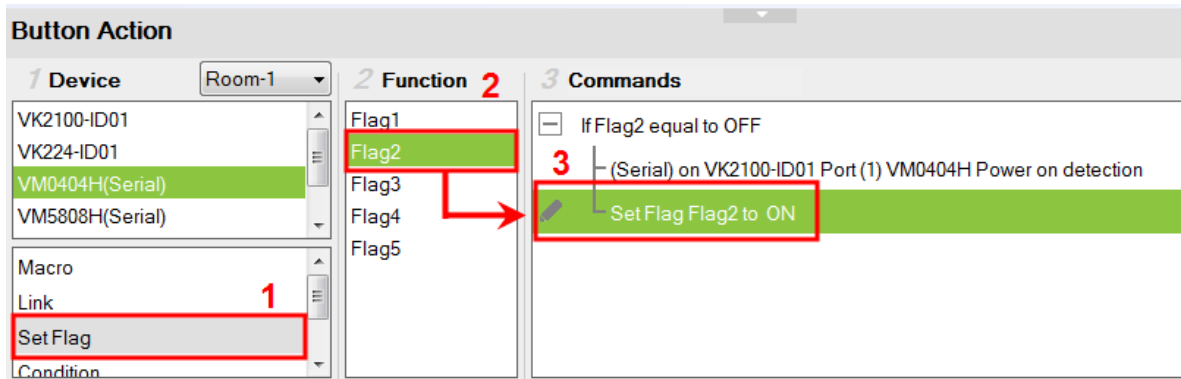 Button Action
1 Device
Room-1
2 Function
2
3 Commands
VK2100-ID01
VK224-ID01
VM0404H(Serial)
VM5808H(Serial)
Macro
Link
1
Set Flag
Condition
Flag1
Flag2
Flag3
Flag4
Flag5
If Flag2 equal to OFF
3
(Serial) on VK2100-ID01 Port (1) VM0404H Power on detection
Set Flag Flag2 to ON